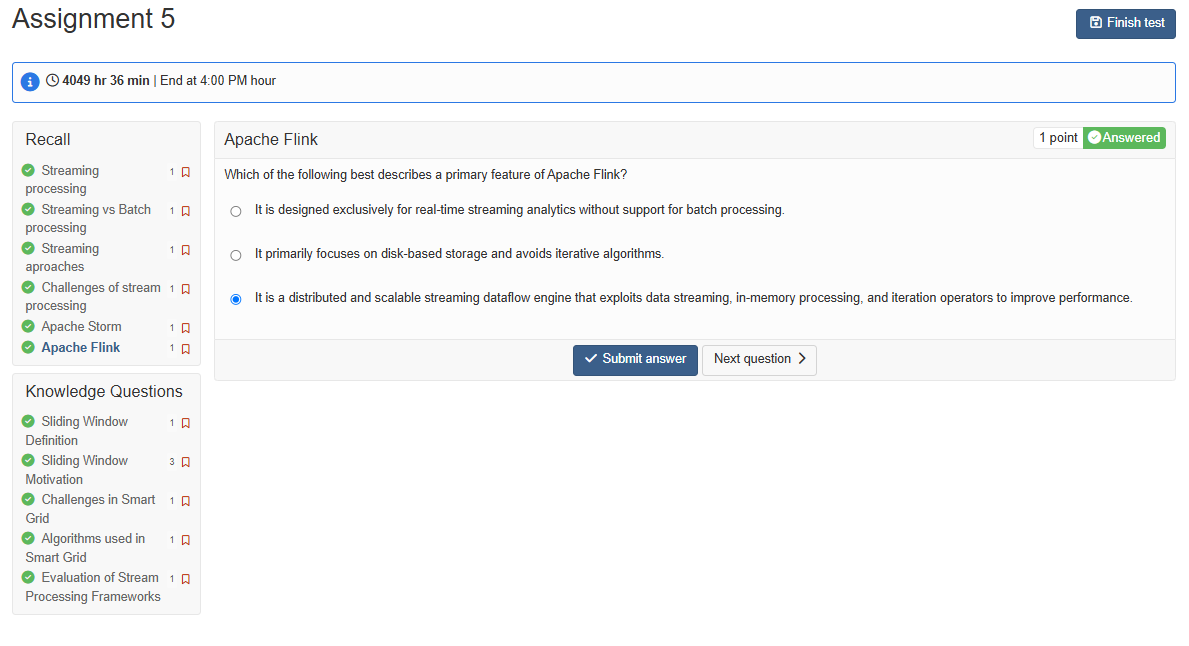 Assignment 5
Finish test
4049 hr 36 min | End at 4:00 PM hour
Recall
Streaming 1
processing
Streaming vs Batch 1
processing
Streaming 1
aproaches
Challenges of stream 1
processing
Apache Storm 1
Apache Flink 1
Knowledge Questions
Sliding Window 1
Definition
Sliding Window 3
Motivation
Challenges in Smart 1
Grid
Algorithms used in 1
Smart Grid
Evaluation of Stream 1
Processing Frameworks
Apache Flink
1 point Answered
Which of the following best describes a primary feature of Apache Flink?
It is designed exclusively for real-time streaming analytics without support for batch processing.
It primarily focuses on disk-based storage and avoids iterative algorithms.
It is a distributed and scalable streaming dataflow engine that exploits data streaming, in-memory processing, and iteration operators to improve performance.
Submit answer
Next question